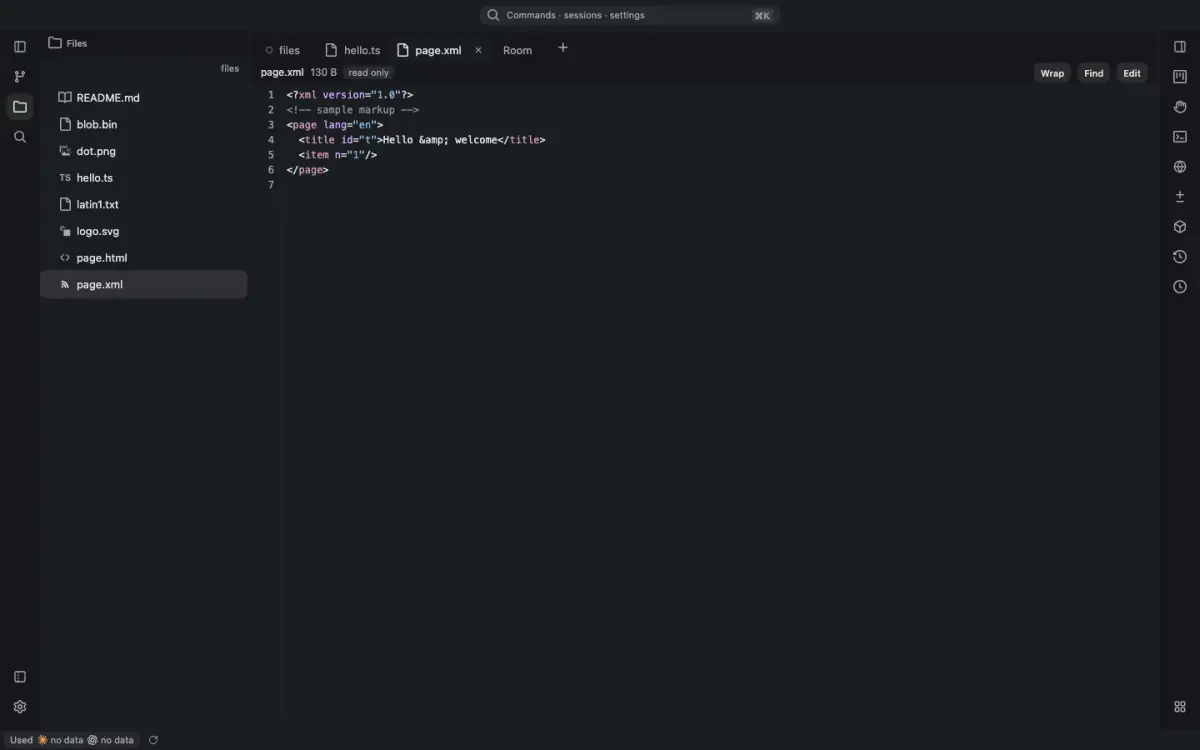 Commands · sessions · settings ⌘K
Files
files
README.md
blob.bin
dot.png
TS hello.ts
latin1.txt
logo.svg
page.html
page.xml
files hello.ts page.xml × Room +
page.xml 130 B read only Wrap Find Edit
1 <?xml version="1.0"?>
2 <!-- sample markup -->
3 <page lang="en">
4   <title id="t">Hello &amp; welcome</title>
5   <item n="1"/>
6 </page>
7
Used no data no data